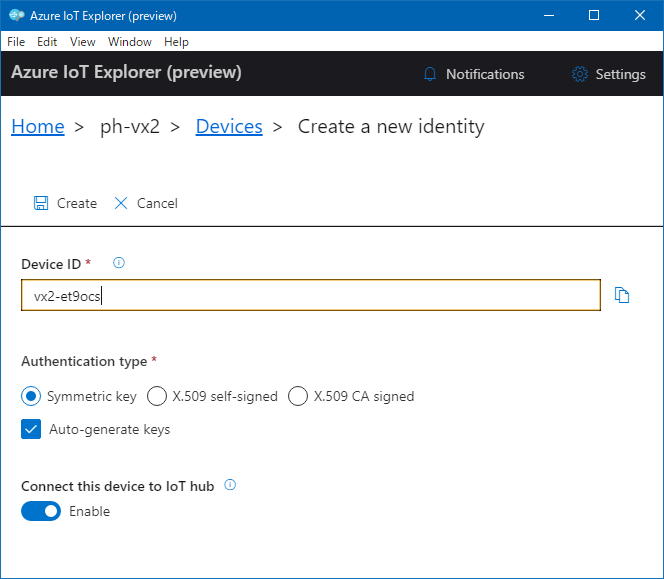 Azure IoT Explorer (preview)
File Edit View Window Help
Azure IoT Explorer (preview) Notifications Settings
Home > ph-vx2 > Devices > Create a new identity
Create Cancel
Device ID *
vx2-et9ocs
Authentication type *
Symmetric key X.509 self-signed X.509 CA signed
Auto-generate keys
Connect this device to IoT hub
Enable